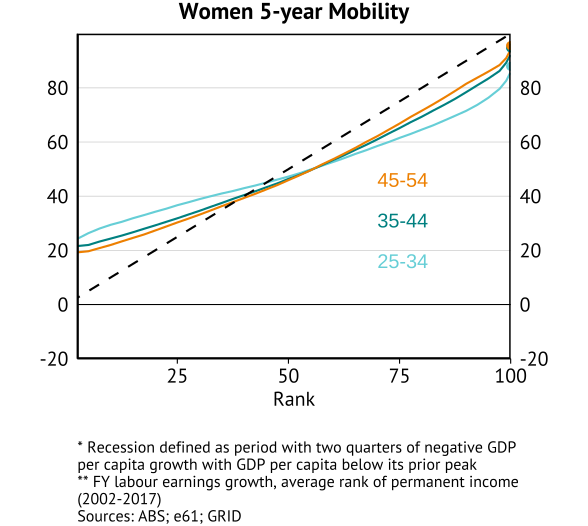 Women 5-year Mobility
80 80
60 60
45-54
40 40
35-44
20 20
25-34
0 0
-20 -20
25 50 75 100
Rank
* Recession defined as period with two quarters of negative GDP
per capita growth with GDP per capita below its prior peak
** FY labour earnings growth, average rank of permanent income
(2002-2017)
Sources: ABS; e61; GRID